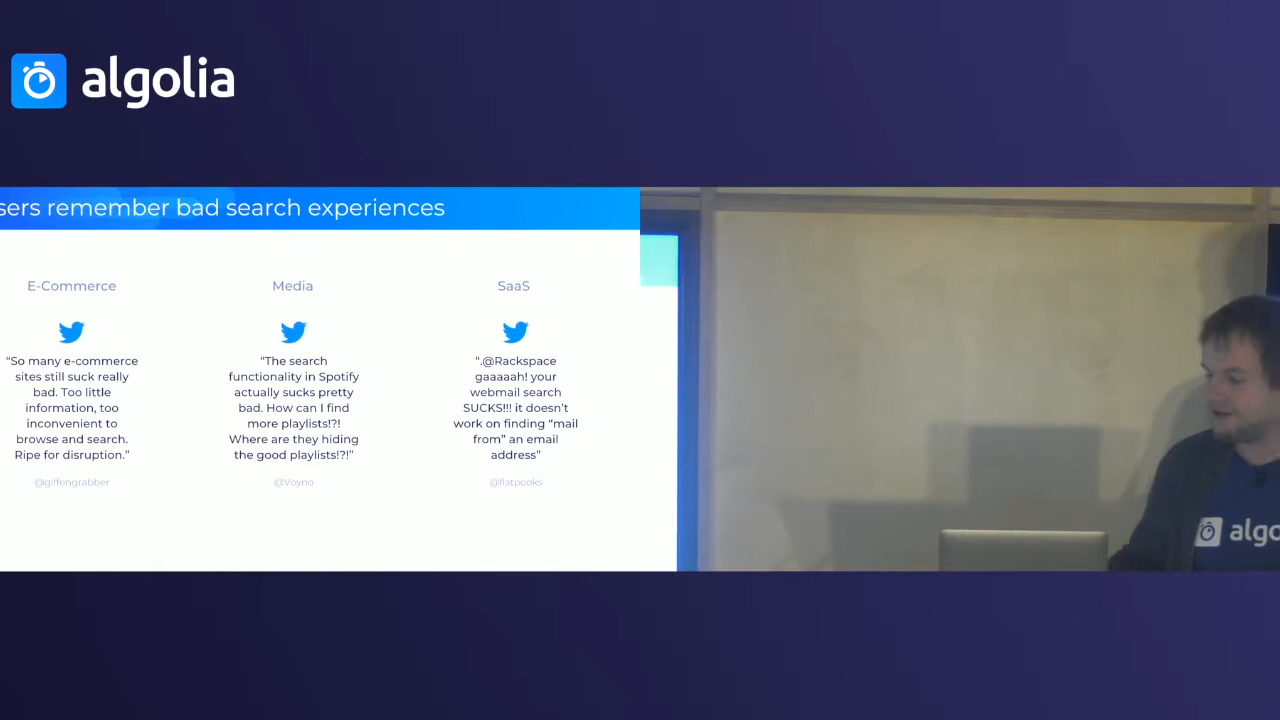 algolia
sers remember bad search experiences
E-Commerce
“So many e-commerce
sites still suck really
bad. Too little
information, too
inconvenient to
browse and search.
Ripe for disruption.”
@giffengrabber
Media
“The search
functionality in Spotify
actually sucks pretty
bad. How can I find
more playlists!?!
Where are they hiding
the good playlists!?!”
@Voyno
SaaS
“.@Rackspace
gaaaaah! your
webmail search
SUCKS!!! it doesn’t
work on finding “mail
from” an email
address”
@flatpooks
algo